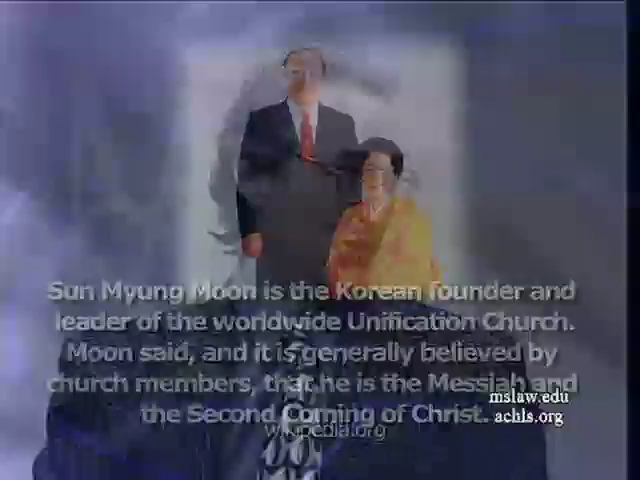 Sun Myung Moon is the Korean founder and
leader of the worldwide Unification Church.
Moon said, and it is generally believed by
church members, that he is the Messiah and
the Second Coming of Christ.
mslaw.edu
achls.org
wikipedia.org